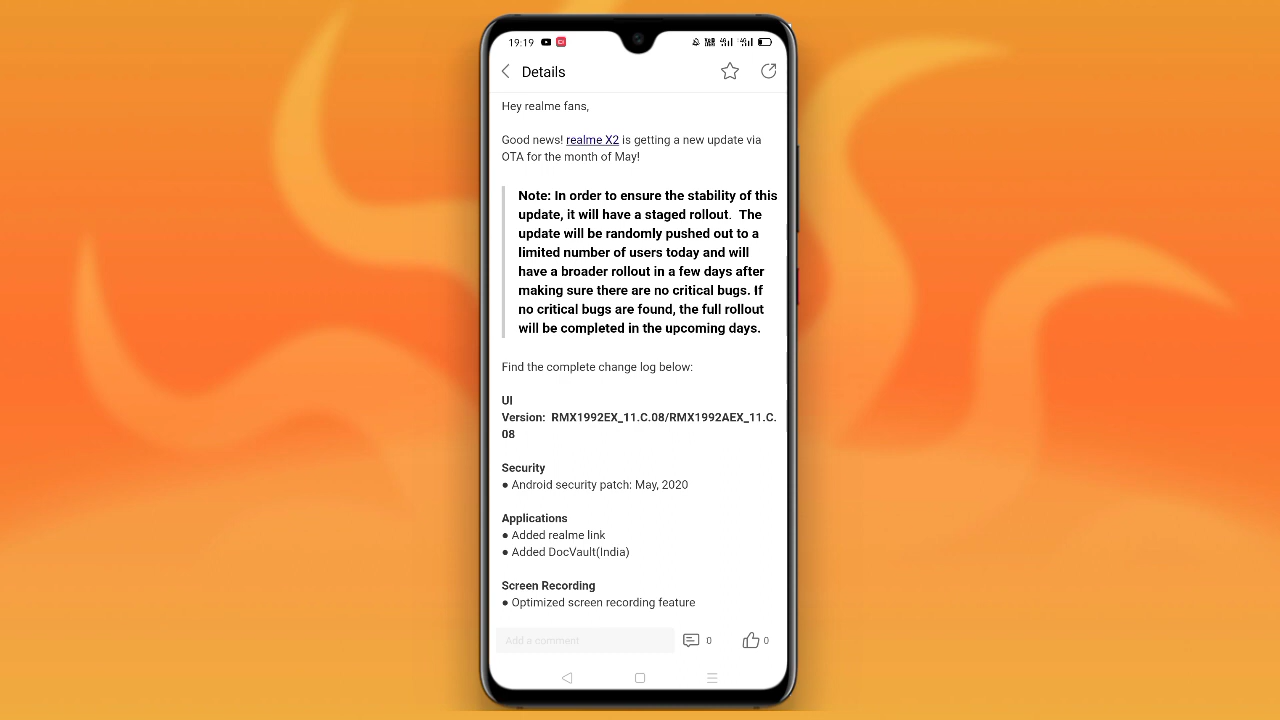 19:19
Details
Hey realme fans,
Good news! realme X2 is getting a new update via
OTA for the month of May!
Note: In order to ensure the stability of this
update, it will have a staged rollout. The
update will be randomly pushed out to a
limited number of users today and will
have a broader rollout in a few days after
making sure there are no critical bugs. If
no critical bugs are found, the full rollout
will be completed in the upcoming days.
Find the complete change log below:
UI
Version: RMX1992EX_11.C.08/RMX1992AEX_11.C.
08
Security
● Android security patch: May, 2020
Applications
● Added realme link
● Added DocVault(India)
Screen Recording
● Optimized screen recording feature
Add a comment 0 0